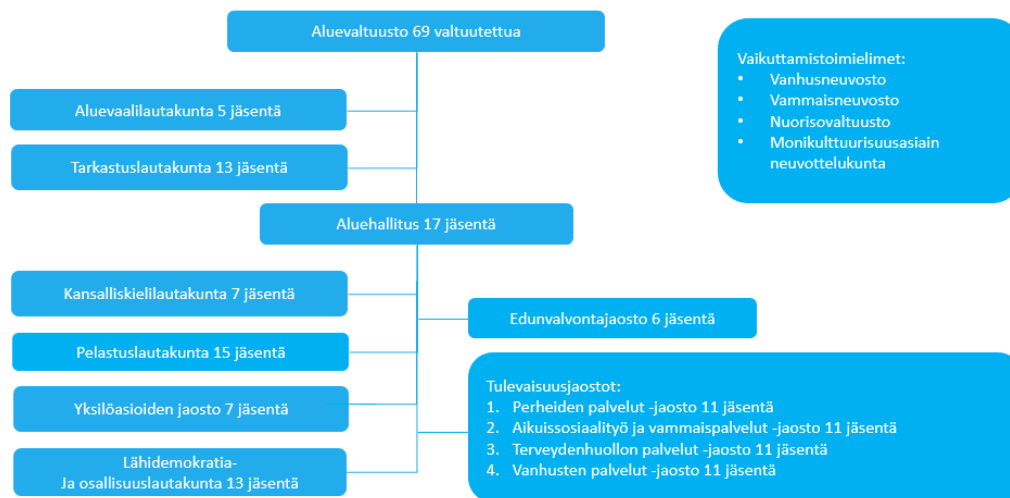 Aluevaltuusto 69 valtuutettua
Vaikuttamistoimielimet:
• Vanhusneuvosto
• Vammaisneuvosto
• Nuorisovaltuusto
• Monikulttuurisuusasiain
neuvottelukunta
Aluevaalilautakunta 5 jäsentä
Tarkastuslautakunta 13 jäsentä
Aluehallitus 17 jäsentä
Kansalliskielilautakunta 7 jäsentä
Edunvalvontajaosto 6 jäsentä
Pelastuslautakunta 15 jäsentä
Yksilöasioiden jaosto 7 jäsentä
Lähidemokratia-
Ja osallisuuslautakunta 13 jäsentä
Tulevaisuusjaostot:
1. Perheiden palvelut -jaosto 11 jäsentä
2. Aikuissosiaalityö ja vammaispalvelut -jaosto 11 jäsentä
3. Terveydenhuollon palvelut -jaosto 11 jäsentä
4. Vanhusten palvelut -jaosto 11 jäsentä